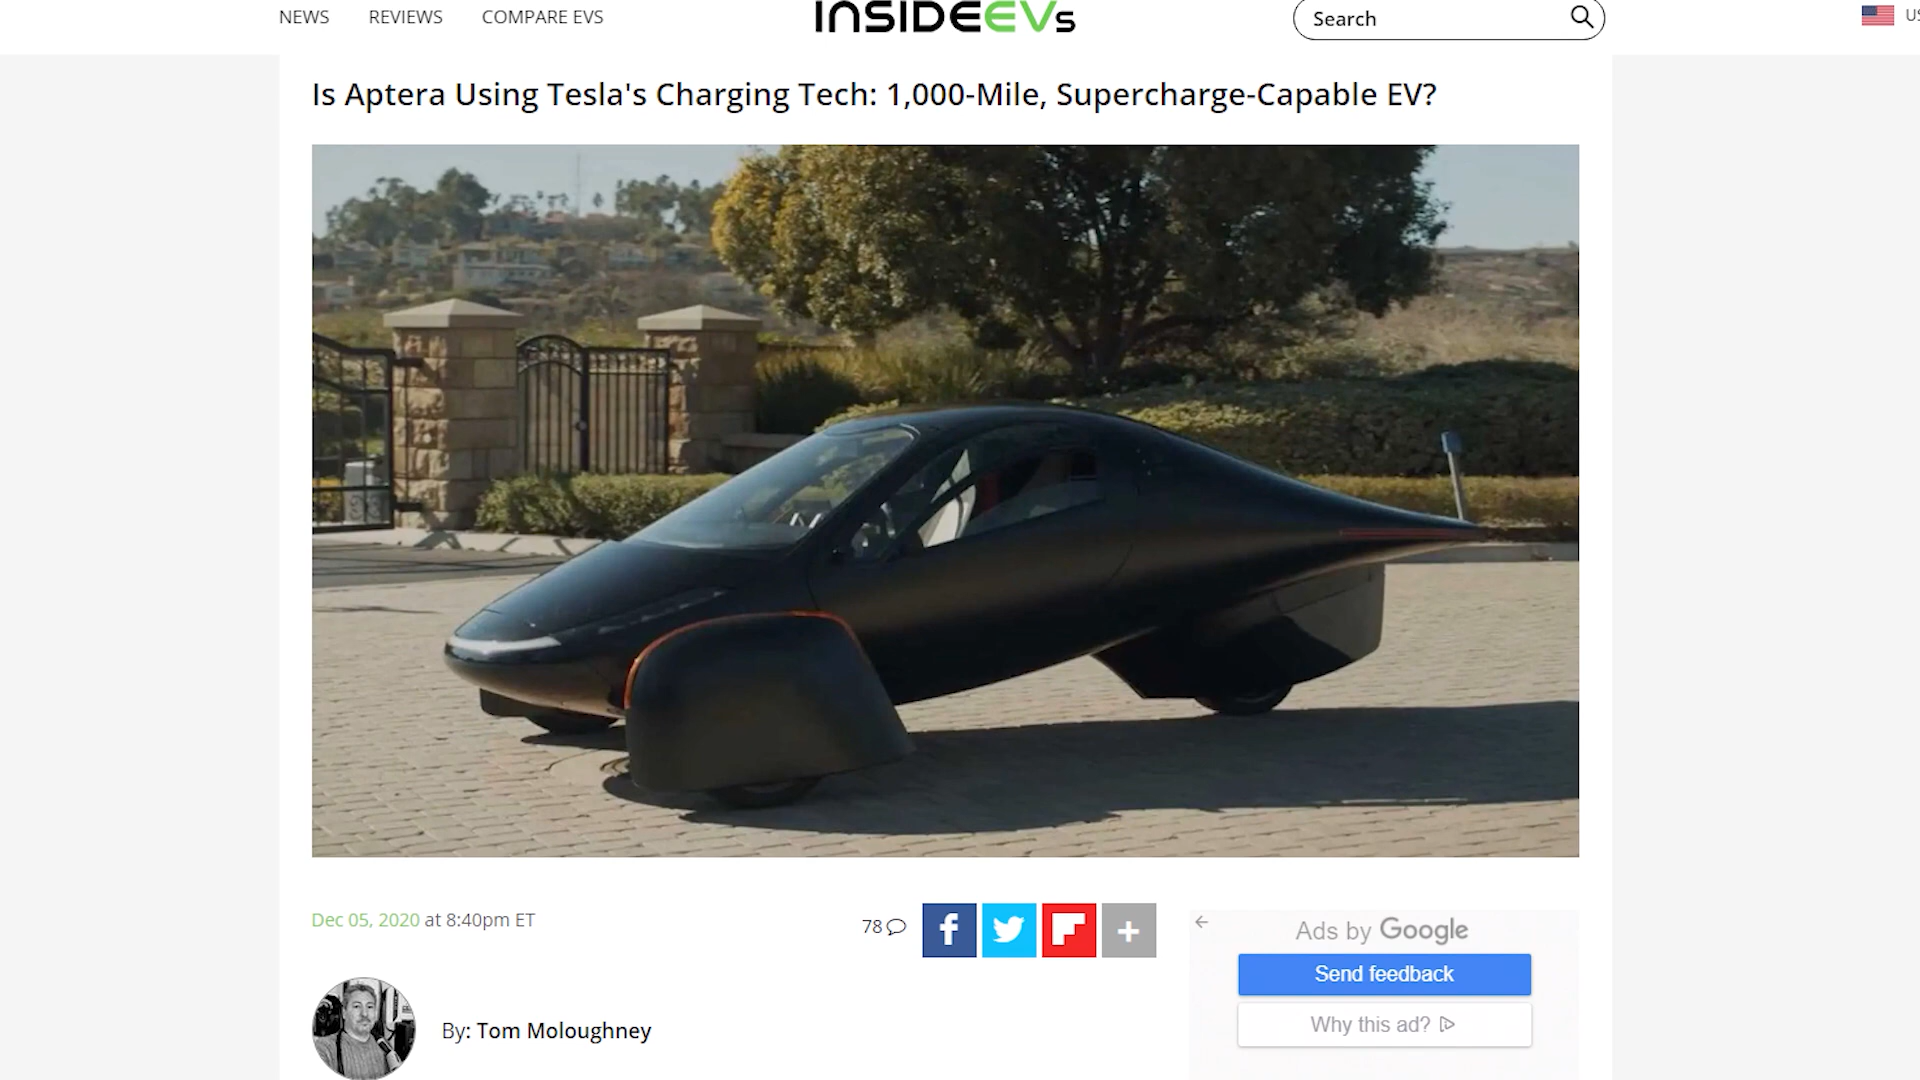 NEWS REVIEWS COMPARE EVS INSIDEEVs Search
Is Aptera Using Tesla's Charging Tech: 1,000-Mile, Supercharge-Capable EV?
Dec 05, 2020 at 8:40pm ET 78
Ads by Google
Send feedback
Why this ad?
By: Tom Moloughney